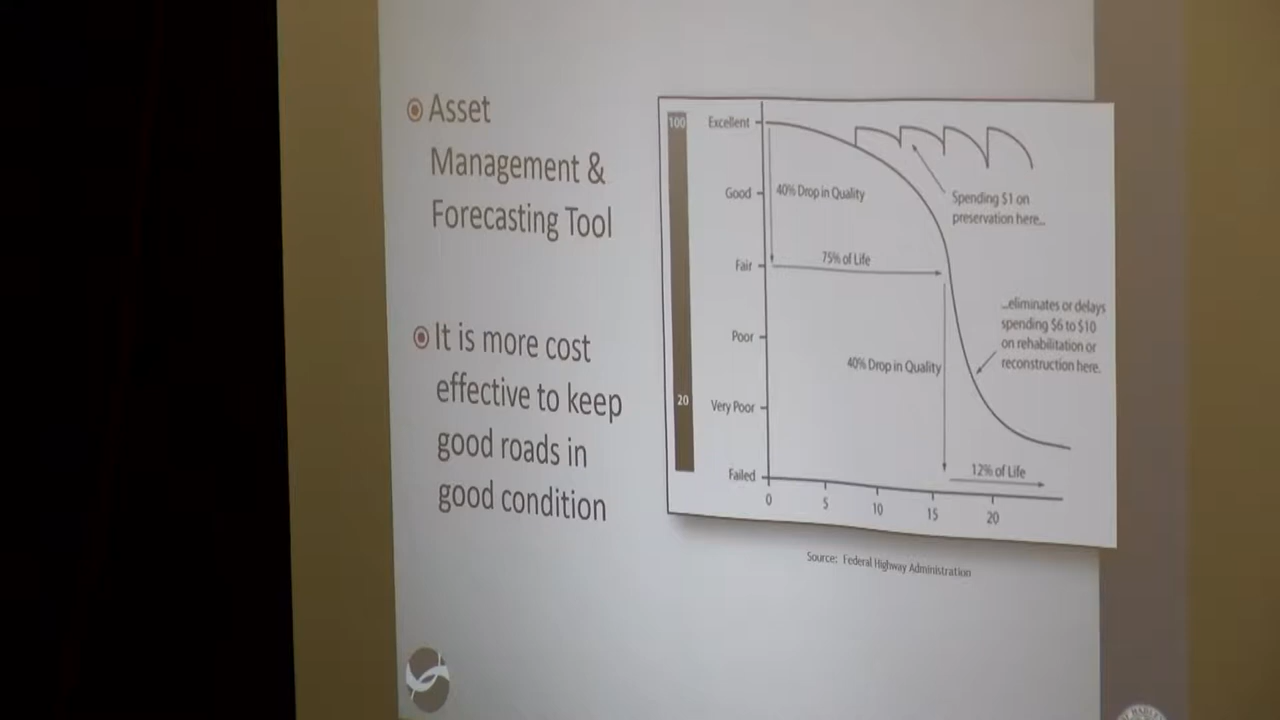 Asset
Management &
Forecasting Tool
It is more cost
effective to keep
good roads in
good condition
100
20
Excellent
Good
Fair
Poor
Very Poor
Failed
40% Drop in Quality
75% of Life
Spending $1 on
preservation here...
...eliminates or delays
spending $6 to $10
on rehabilitation or
reconstruction here.
40% Drop in Quality
12% of Life
0 5 10 15 20
Source: Federal Highway Administration